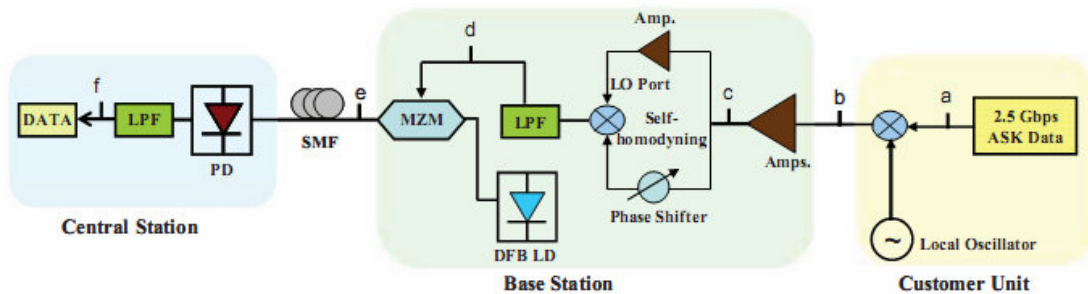 Amp.
d
LO Port
f
e
c
b
a
DATA
LPF
PD
SMF
MZM
LPF
Self-
homodyning
Amps.
2.5 Gbps
ASK Data
Phase Shifter
DFB LD
~
Local Oscillator
Central Station
Base Station
Customer Unit